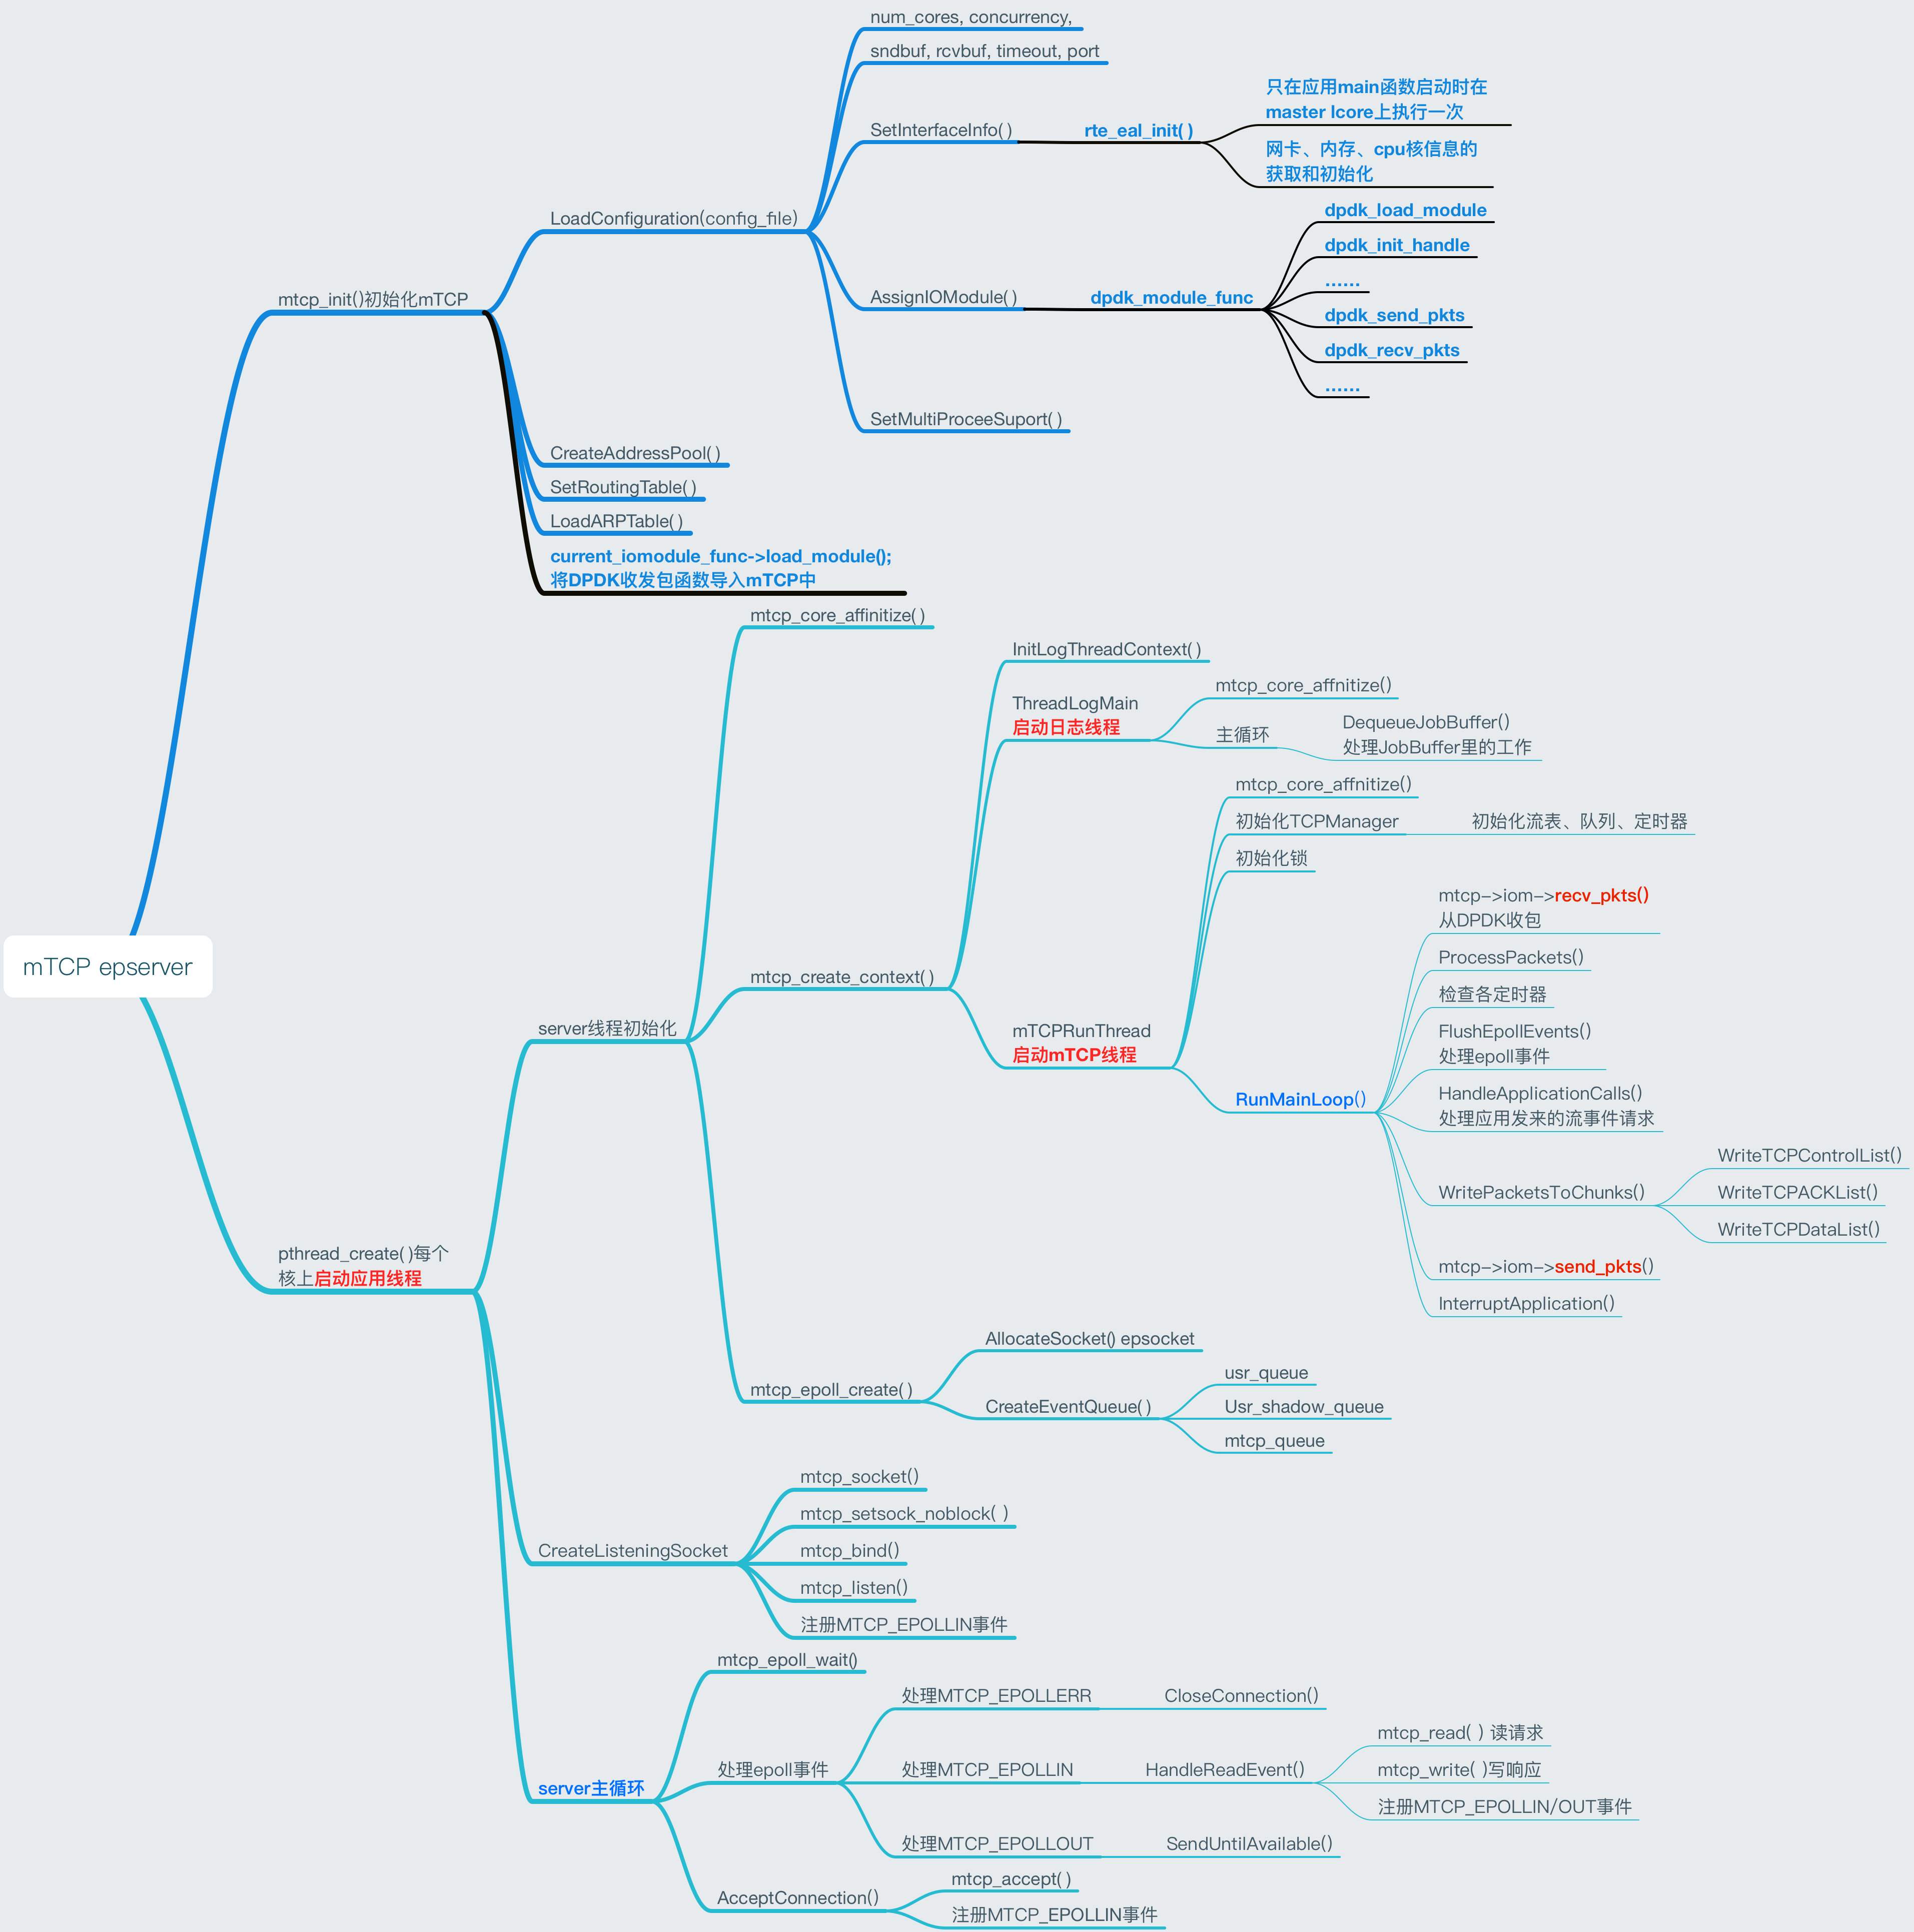 num_cores, concurrency,
sndbuf, rcvbuf, timeout, port
只在应用main函数启动时在
master lcore上执行一次
SetInterfaceInfo( )
rte_eal_init( )
网卡、内存、cpu核信息的
获取和初始化
LoadConfiguration(config_file)
dpdk_load_module
dpdk_init_handle
……
mtcp_init()初始化mTCP
AssignIOModule( )
dpdk_module_func
dpdk_send_pkts
dpdk_recv_pkts
……
SetMultiProceeSuport( )
CreateAddressPool( )
SetRoutingTable( )
LoadARPTable( )
current_iomodule_func->load_module();
将DPDK收发包函数导入mTCP中
mtcp_core_affinitize( )
InitLogThreadContext( )
ThreadLogMain
启动日志线程
mtcp_core_affnitize()
主循环
DequeueJobBuffer()
处理JobBuffer里的工作
mtcp_core_affnitize()
初始化TCPManager
初始化流表、队列、定时器
初始化锁
mtcp->iom->recv_pkts()
从DPDK收包
mTCP epserver
ProcessPackets()
mtcp_create_context( )
检查各定时器
server线程初始化
mTCPRunThread
启动mTCP线程
FlushEpollEvents()
处理epoll事件
RunMainLoop()
HandleApplicationCalls()
处理应用发来的流事件请求
WritePacketsToChunks()
WriteTCPControlList()
WriteTCPACKList()
WriteTCPDataList()
pthread_create( )每个
核上启动应用线程
mtcp->iom->send_pkts()
InterruptApplication()
AllocateSocket() epsocket
mtcp_epoll_create( )
CreateEventQueue( )
usr_queue
Usr_shadow_queue
mtcp_queue
mtcp_socket()
mtcp_setsock_noblock( )
CreateListeningSocket
mtcp_bind()
mtcp_listen()
注册MTCP_EPOLLIN事件
mtcp_epoll_wait()
处理MTCP_EPOLLERR
CloseConnection()
server主循环
处理epoll事件
处理MTCP_EPOLLIN
HandleReadEvent()
mtcp_read( ) 读请求
mtcp_write( )写响应
注册MTCP_EPOLLIN/OUT事件
处理MTCP_EPOLLOUT
SendUntilAvailable()
AcceptConnection()
mtcp_accept( )
注册MTCP_EPOLLIN事件